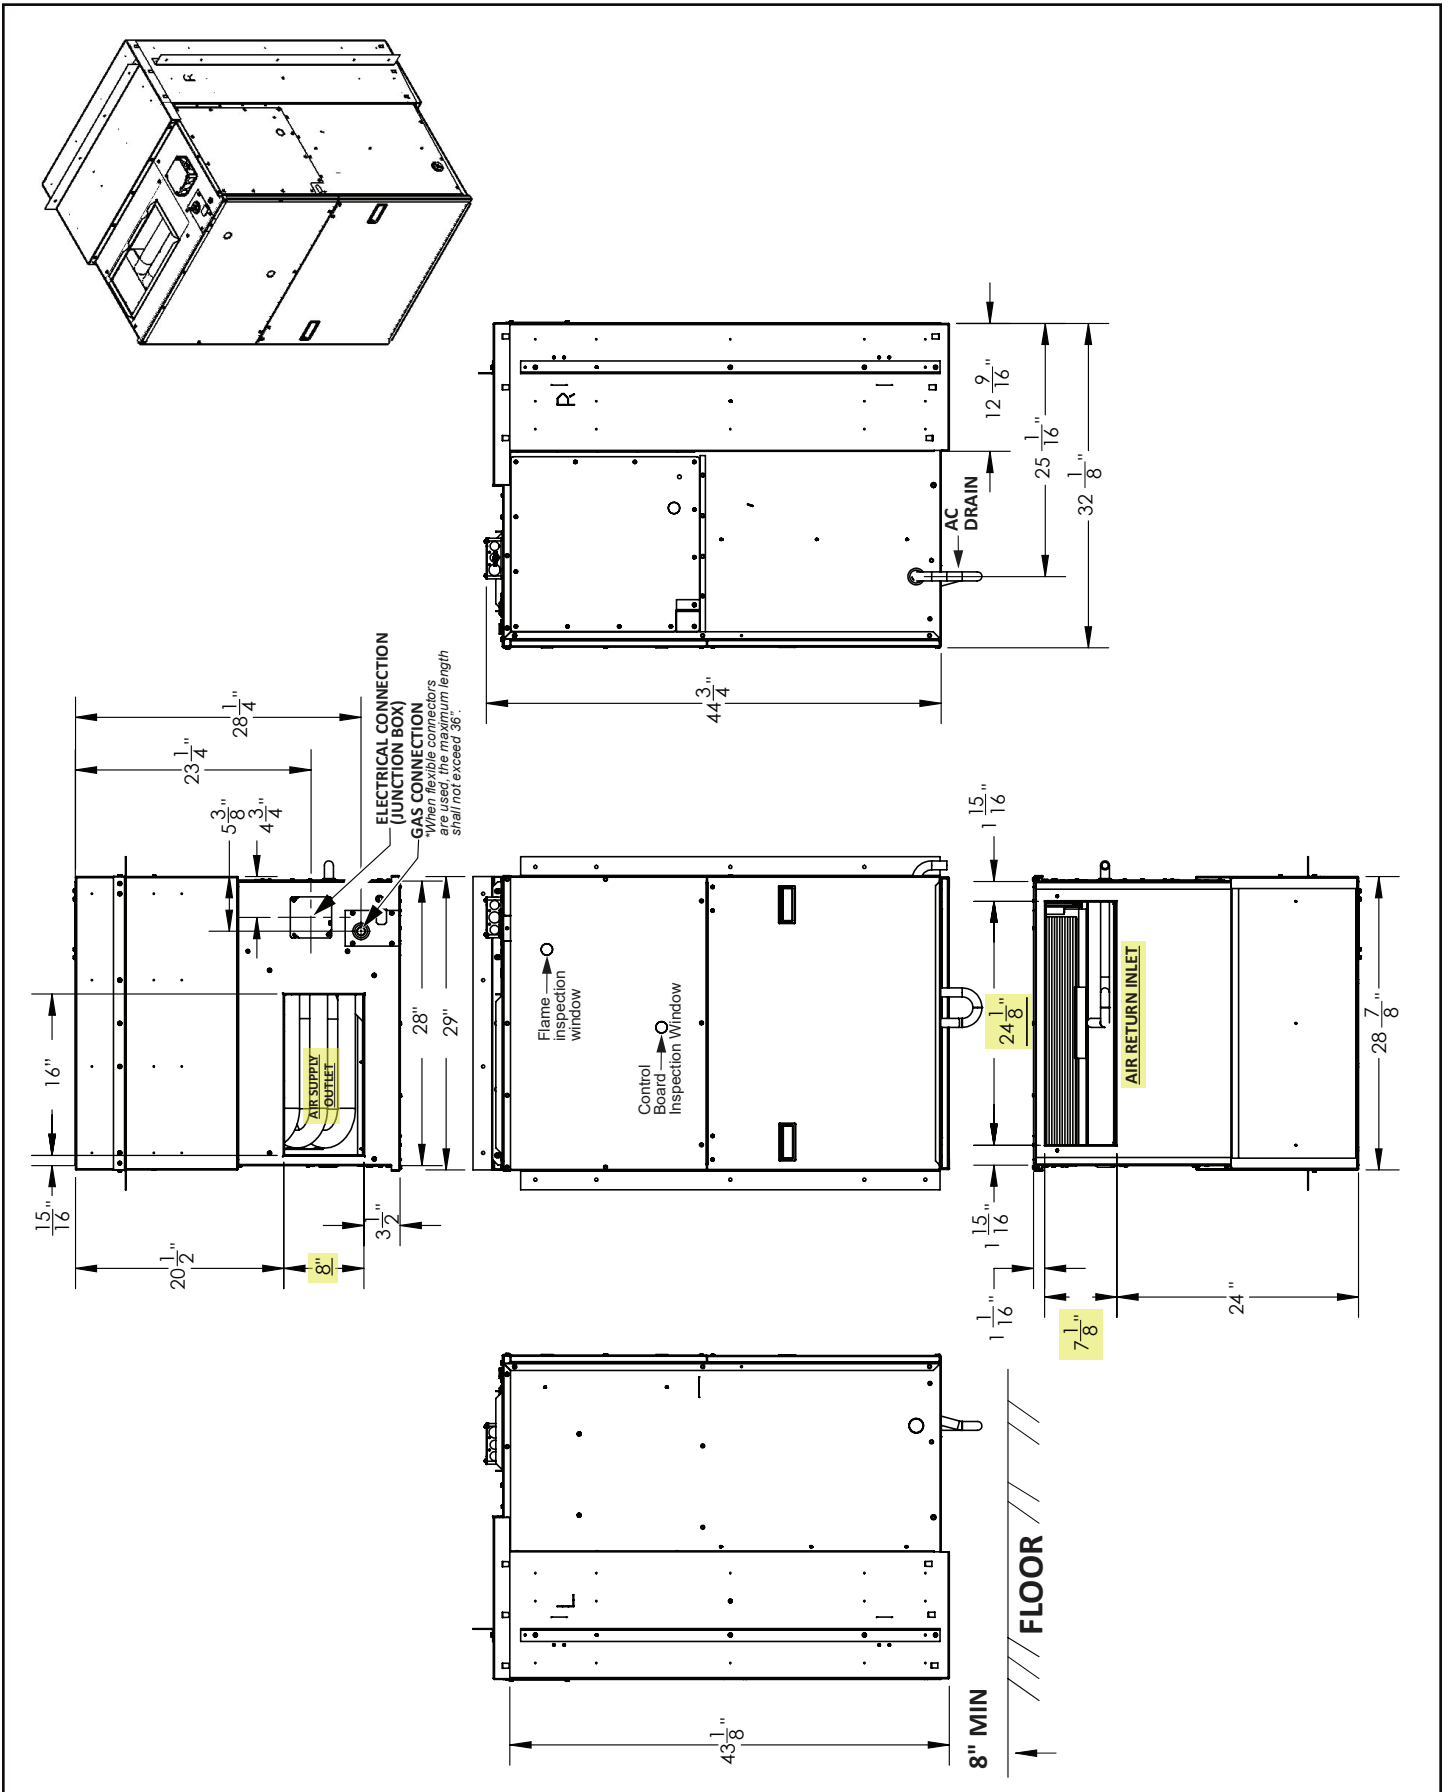 R
12 9/16"
25 1/16"
32 1/8"
AC
DRAIN
44 3/4"
28 1/4"
23 1/4"
5 3/8"
4 3/4"
ELECTRICAL CONNECTION
(JUNCTION BOX)
GAS CONNECTION
*When flexible connectors
are used, the maximum length
shall not exceed 36".
16"
15/16"
AIR SUPPLY
OUTLET
28"
29"
20 1/2"
8"
3 1/2"
Flame
inspection
window
Control
Board
Inspection Window
1 15/16"
24 1/8"
1 15/16"
AIR RETURN INLET
28 7/8"
1 1/16"
7 1/8"
24"
L
43 1/8"
8" MIN
FLOOR